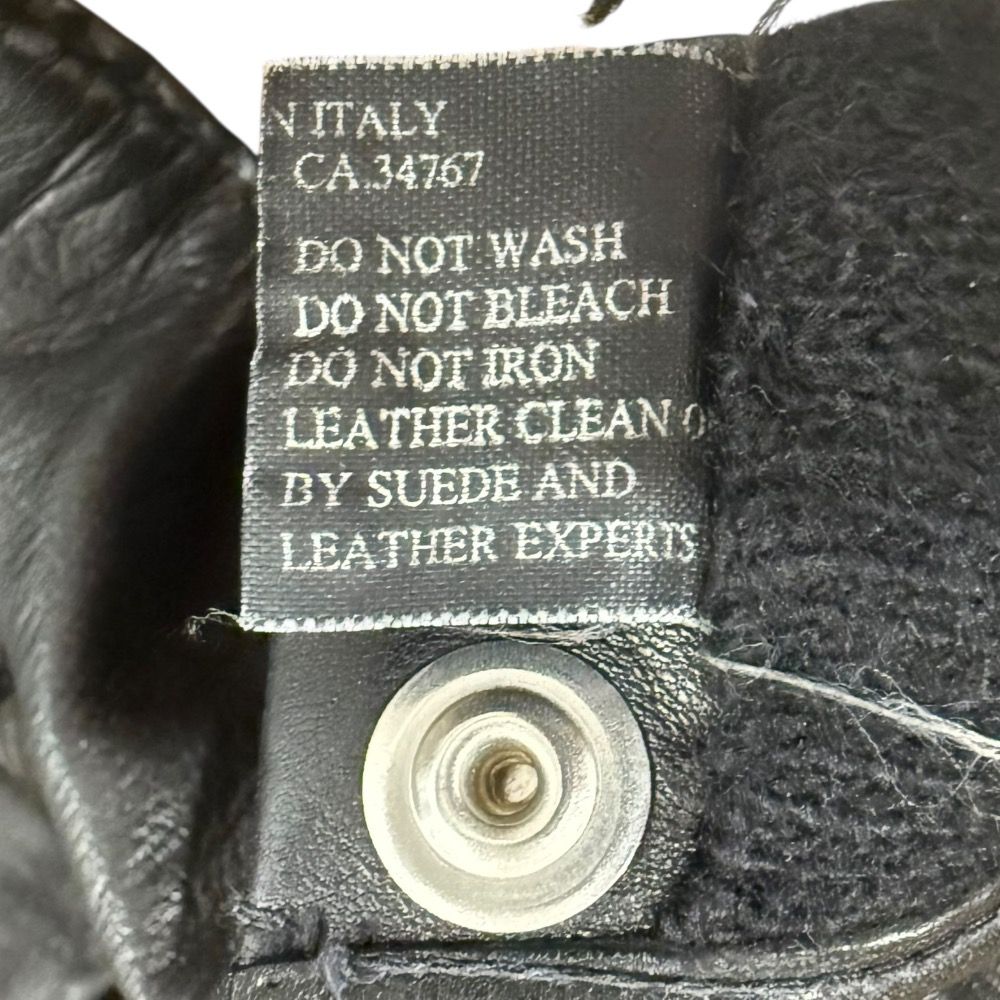 N ITALY
CA.34767
DO NOT WASH
DO NOT BLEACH
DO NOT IRON
LEATHER CLEAN
BY SUEDE AND
LEATHER EXPERTS